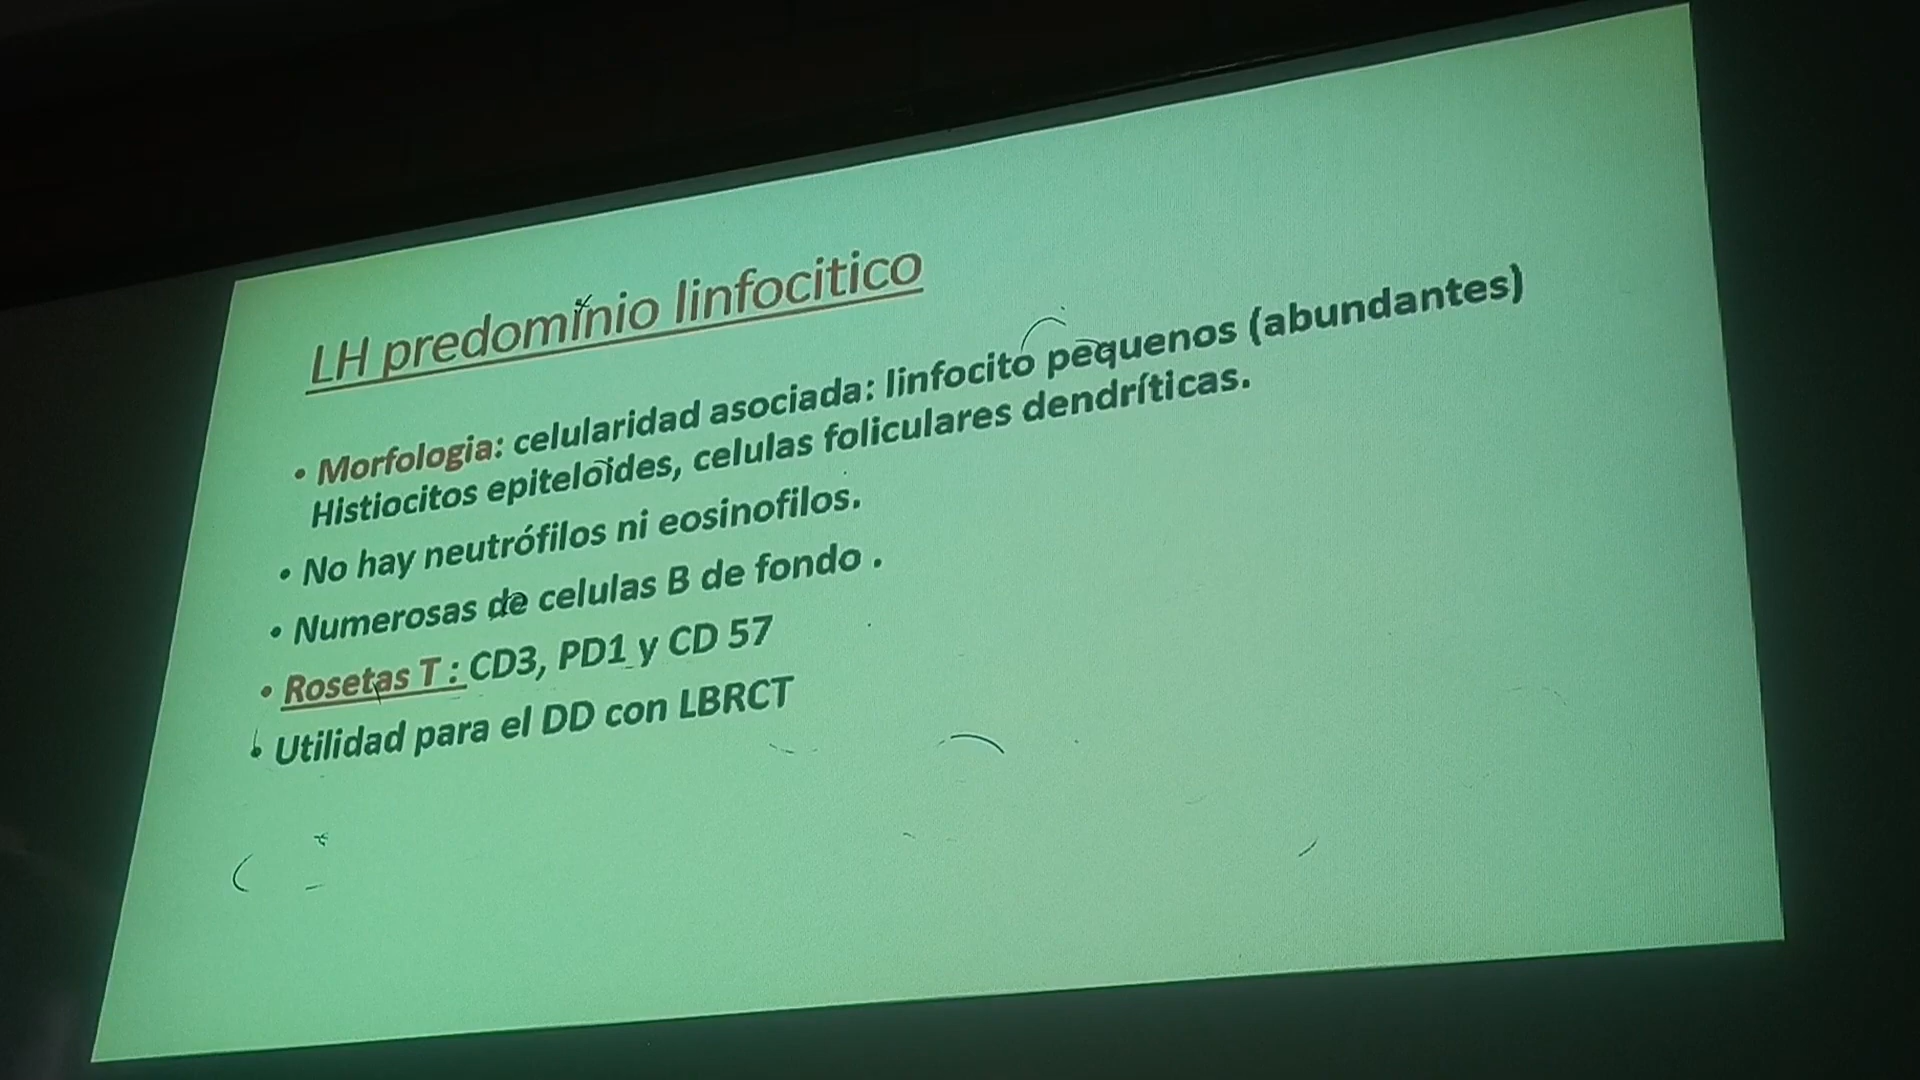 LH predominio linfocitico
• Morfologia: celularidad asociada: linfocito pequenos (abundantes)
Histiocitos epiteloides, celulas foliculares dendríticas.
• No hay neutrófilos ni eosinofilos.
• Numerosas de celulas B de fondo .
• Rosetas T : CD3, PD1 y CD 57
• Utilidad para el DD con LBRCT